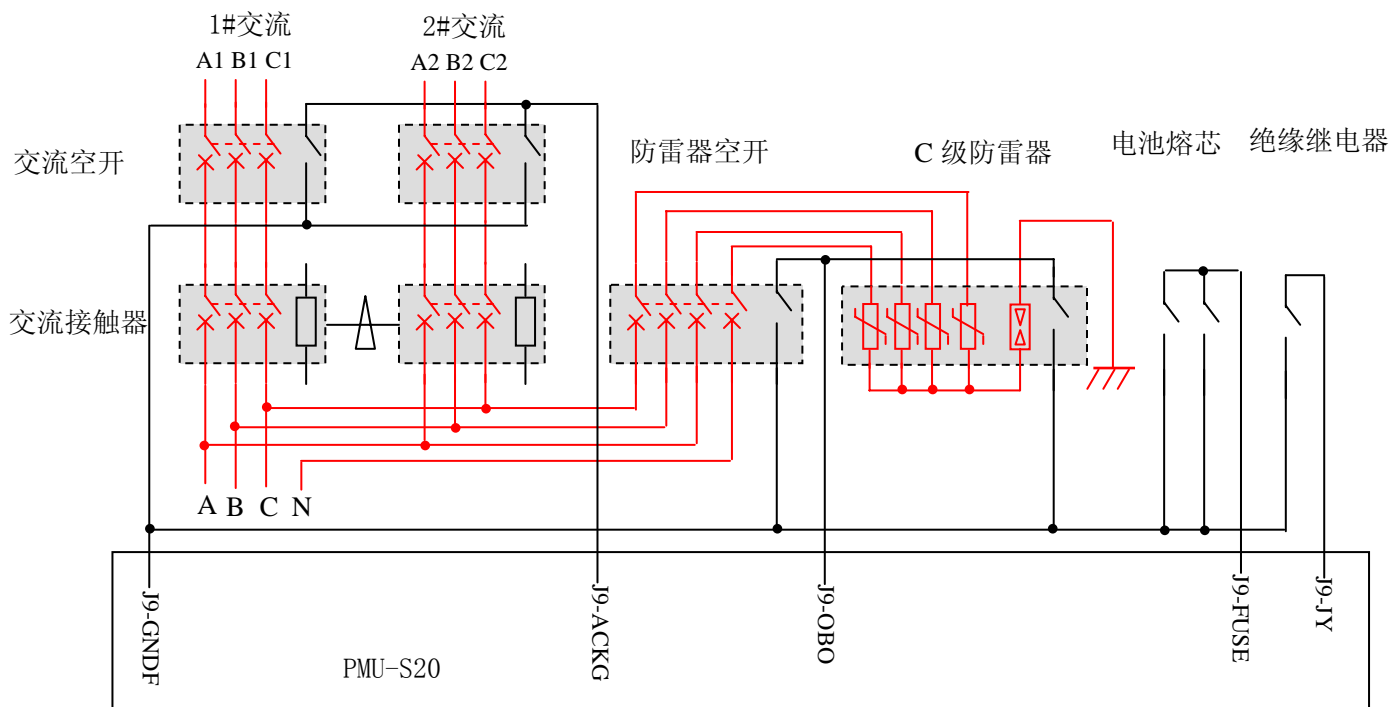 1#交流 2#交流
A1 B1 C1 A2 B2 C2
交流空开 防雷器空开 C 级防雷器 电池熔芯 绝缘继电器
交流接触器
A B C N
J9-GNDF J9-ACKG J9-OBO J9-FUSE J9-JY
PMU-S20